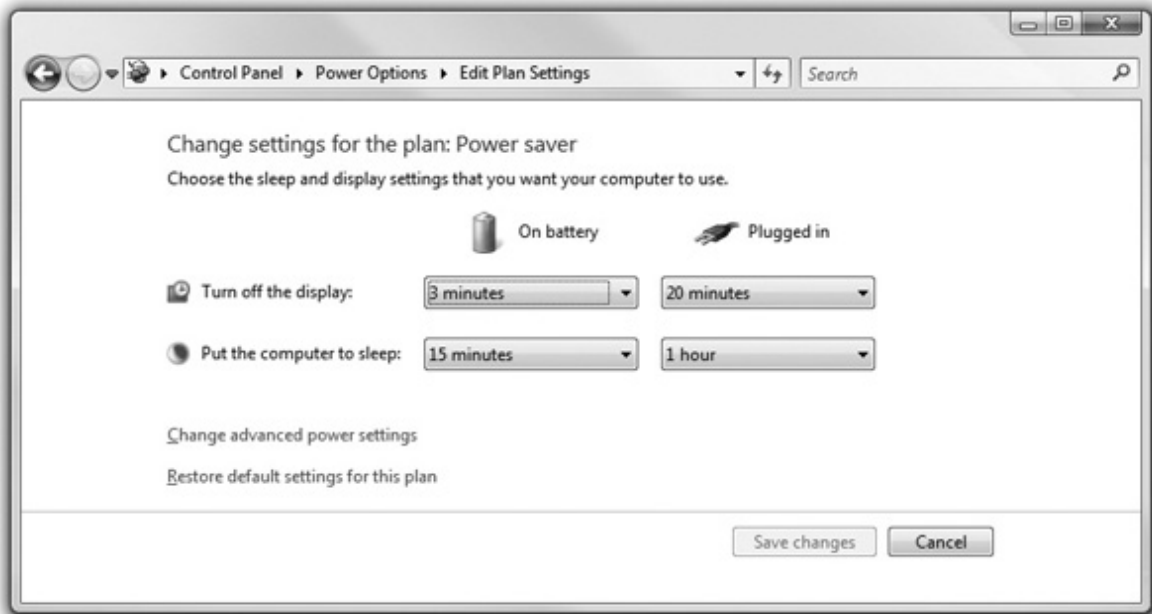 Control Panel Power Options Edit Plan Settings Search
Change settings for the plan: Power saver
Choose the sleep and display settings that you want your computer to use.
On battery Plugged in
Turn off the display: 3 minutes 20 minutes
Put the computer to sleep: 15 minutes 1 hour
Change advanced power settings
Restore default settings for this plan
Save changes Cancel